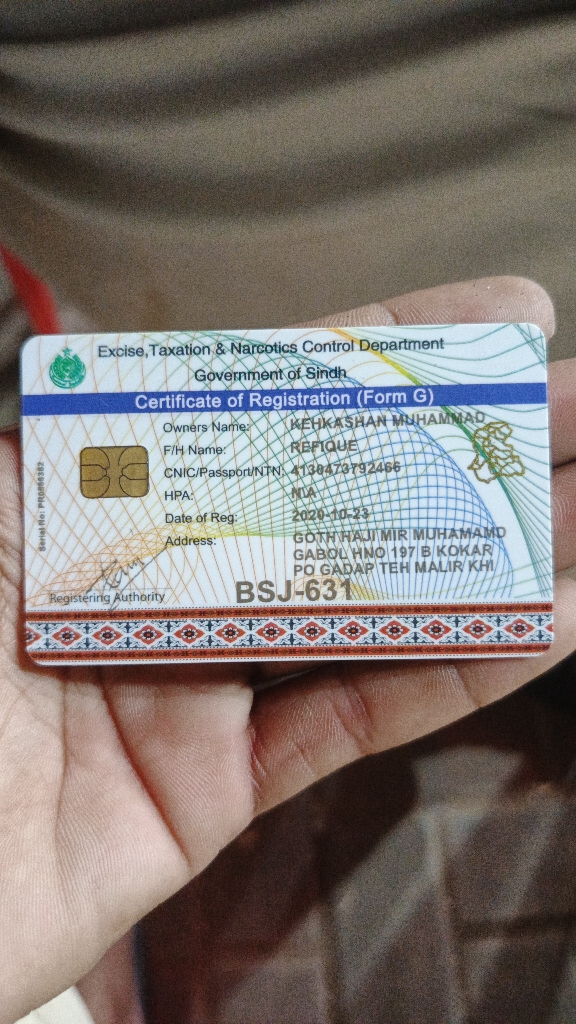 Excise,Taxation & Narcotics Control Department
Government of Sindh
Certificate of Registration (Form G)
Owners Name: KEHKASHAN MUHAMMAD
F/H Name: REFIQUE
CNIC/Passport/NTN: 4130473792466
HPA: N\A
Date of Reg: 2020-10-23
Address: GOTH HAJI MIR MUHAMAMD
GABOL HNO 197 B KOKAR
PO GADAP TEH MALIR KHI
Registering Authority
BSJ-631
Serial No: